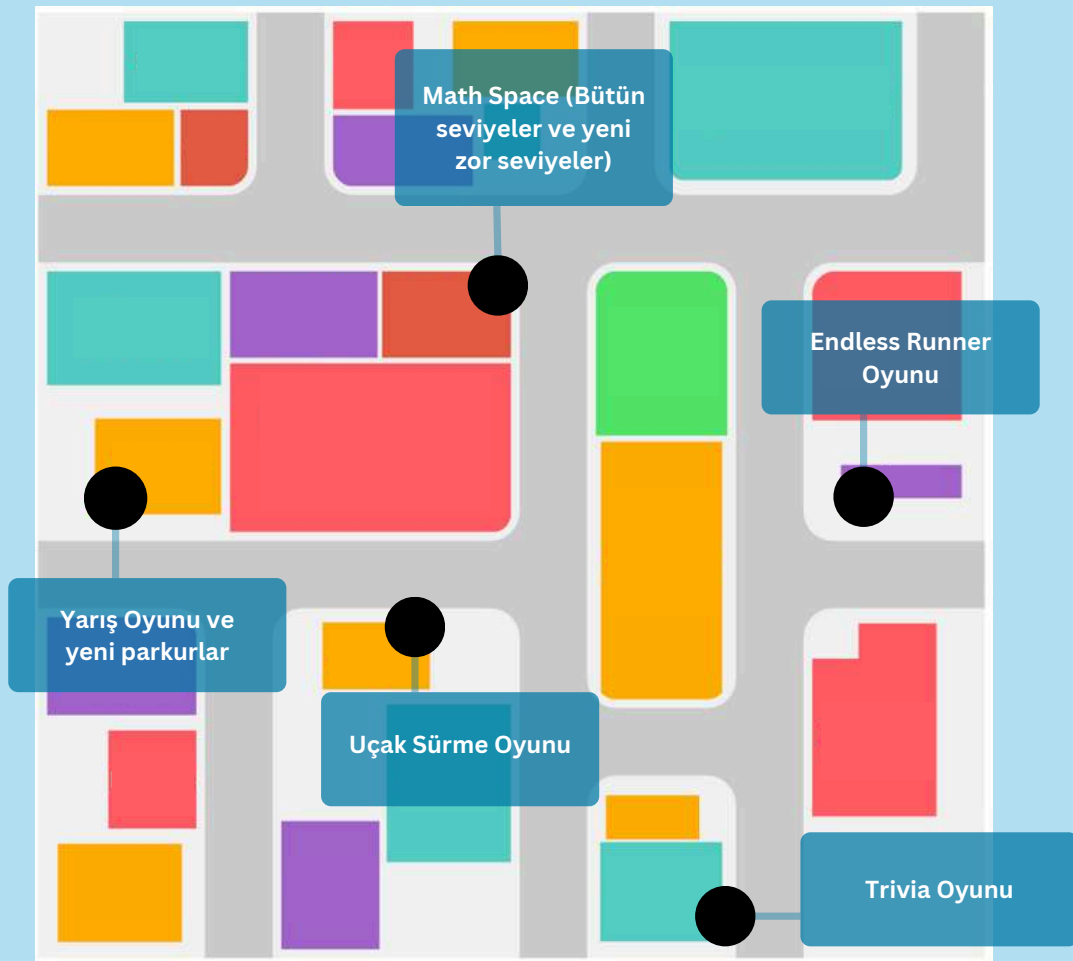 Math Space (Bütün
seviyeler ve yeni
zor seviyeler)
Endless Runner
Oyunu
Yarış Oyunu ve
yeni parkurlar
Uçak Sürme Oyunu
Trivia Oyunu